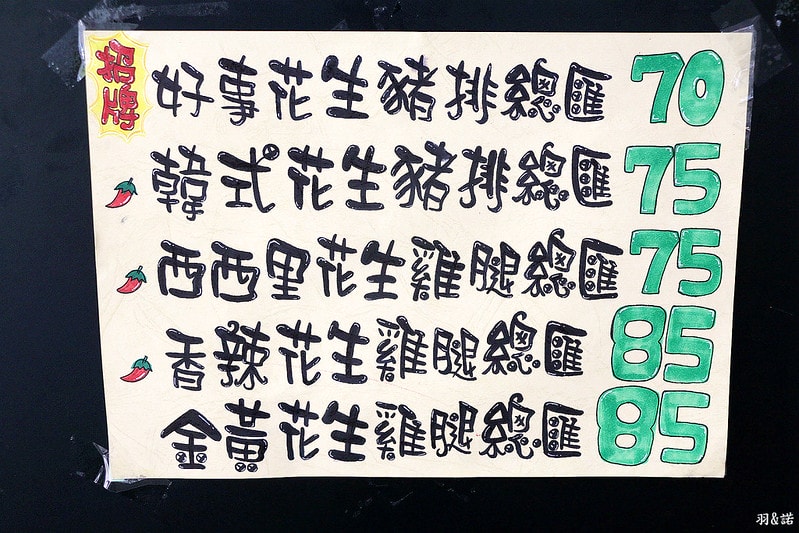 招牌
好事花生豬排總匯 70
韓式花生豬排總匯 75
西西里花生雞腿總匯 75
香辣花生雞腿總匯 85
金黃花生雞腿總匯 85
羽&諾